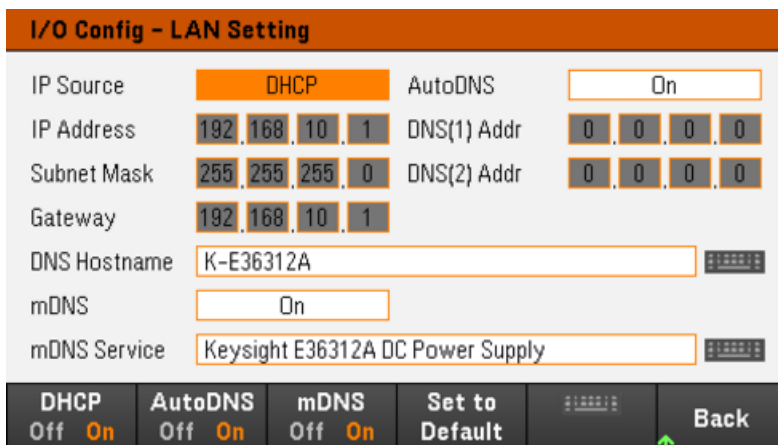 I/O Config - LAN Setting
IP Source DHCP AutoDNS On
IP Address 192.168.10.1 DNS(1) Addr 0.0.0.0
Subnet Mask 255.255.255.0 DNS(2) Addr 0.0.0.0
Gateway 192.168.10.1
DNS Hostname K-E36312A
mDNS On
mDNS Service Keysight E36312A DC Power Supply
DHCP AutoDNS mDNS Set to Back
Off On Off On Off On Default